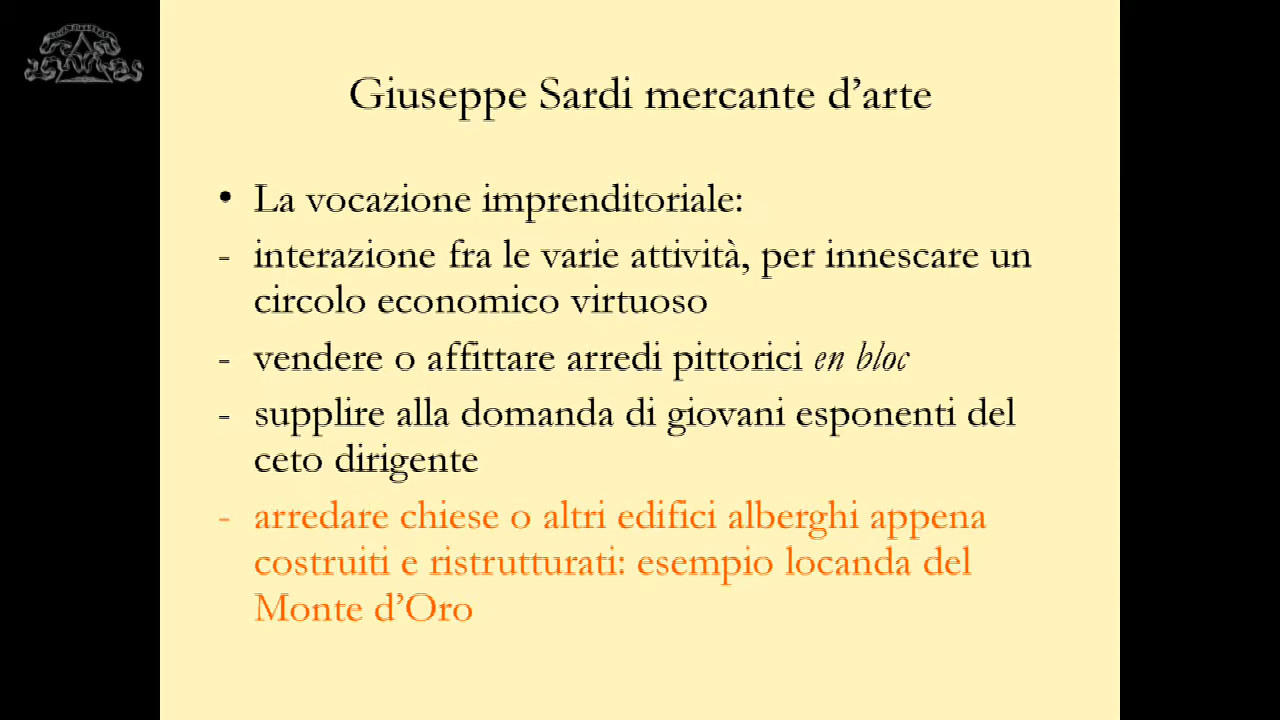 Giuseppe Sardi mercante d’arte
• La vocazione imprenditoriale:
- interazione fra le varie attività, per innescare un
circolo economico virtuoso
- vendere o affittare arredi pittorici en bloc
- supplire alla domanda di giovani esponenti del
ceto dirigente
- arredare chiese o altri edifici alberghi appena
costruiti e ristrutturati: esempio locanda del
Monte d’Oro